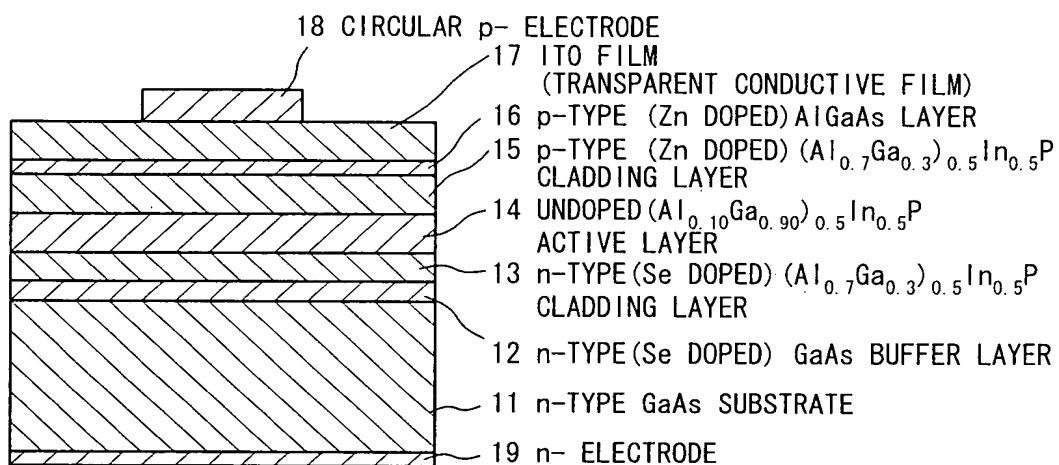 18 CIRCULAR p- ELECTRODE
17 ITO FILM
(TRANSPARENT CONDUCTIVE FILM)
16 p-TYPE (Zn DOPED) AlGaAs LAYER
15 p-TYPE (Zn DOPED) (Al0.7Ga0.3)0.5In0.5P
CLADDING LAYER
14 UNDOPED (Al0.10Ga0.90)0.5In0.5P
ACTIVE LAYER
13 n-TYPE (Se DOPED) (Al0.7Ga0.3)0.5In0.5P
CLADDING LAYER
12 n-TYPE (Se DOPED) GaAs BUFFER LAYER
11 n-TYPE GaAs SUBSTRATE
19 n- ELECTRODE